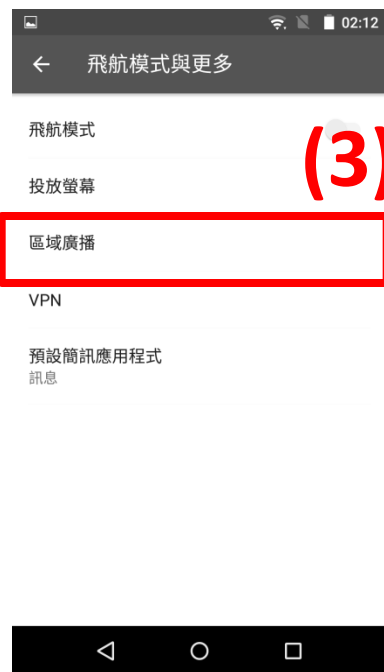 02:12
飛航模式與更多
飛航模式
(3)
投放螢幕
區域廣播
VPN
預設簡訊應用程式
訊息